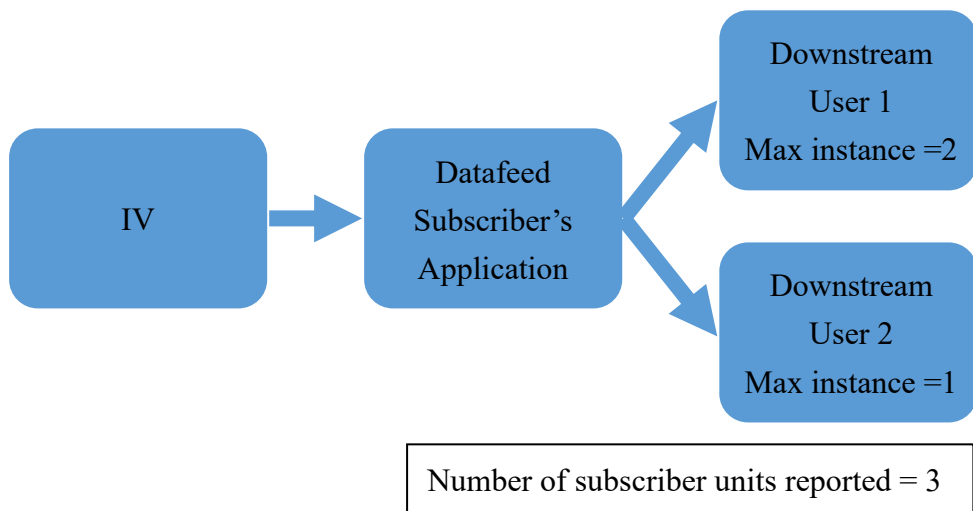 IV
Datafeed
Subscriber’s
Application
Downstream
User 1
Max instance =2
Downstream
User 2
Max instance =1
Number of subscriber units reported = 3